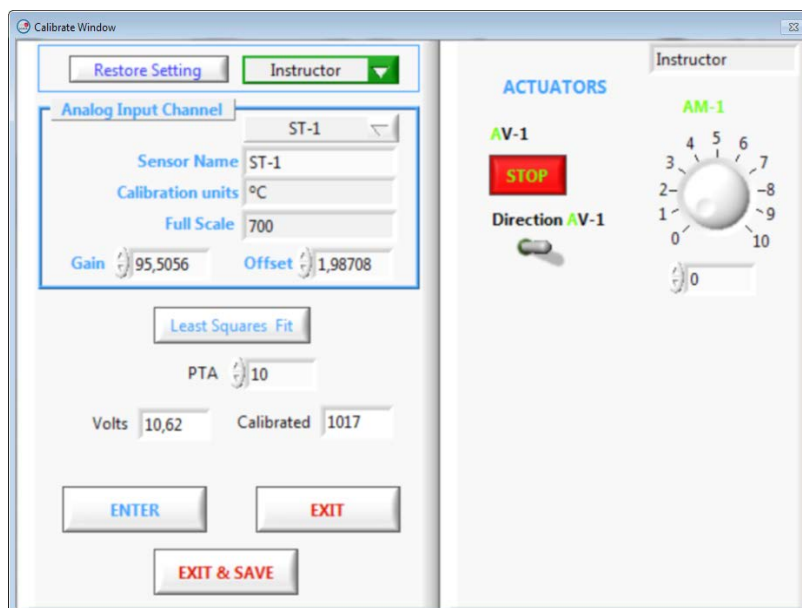 Calibrate Window
Restore Setting
Instructor
Analog Input Channel
ST-1
Sensor Name ST-1
Calibration units ºC
Full Scale 700
Gain 95,5056 Offset 1,98708
Least Squares Fit
PTA 10
Volts 10,62 Calibrated 1017
ENTER
EXIT
EXIT & SAVE
Instructor
ACTUATORS
AV-1
STOP
Direction AV-1
AM-1
0 1 2 3 4 5 6 7 8 9 10
0